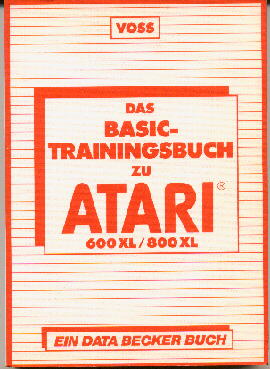 VOSS
DAS
BASIC-
TRAININGSBUCH
ZU
ATARI®
600 XL / 800 XL
EIN DATA BECKER BUCH